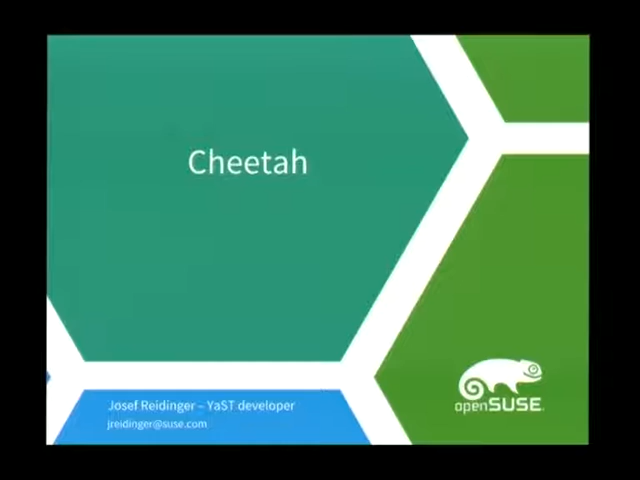 Cheetah
Josef Reidinger – YaST developer
jreidinger@suse.com
openSUSE